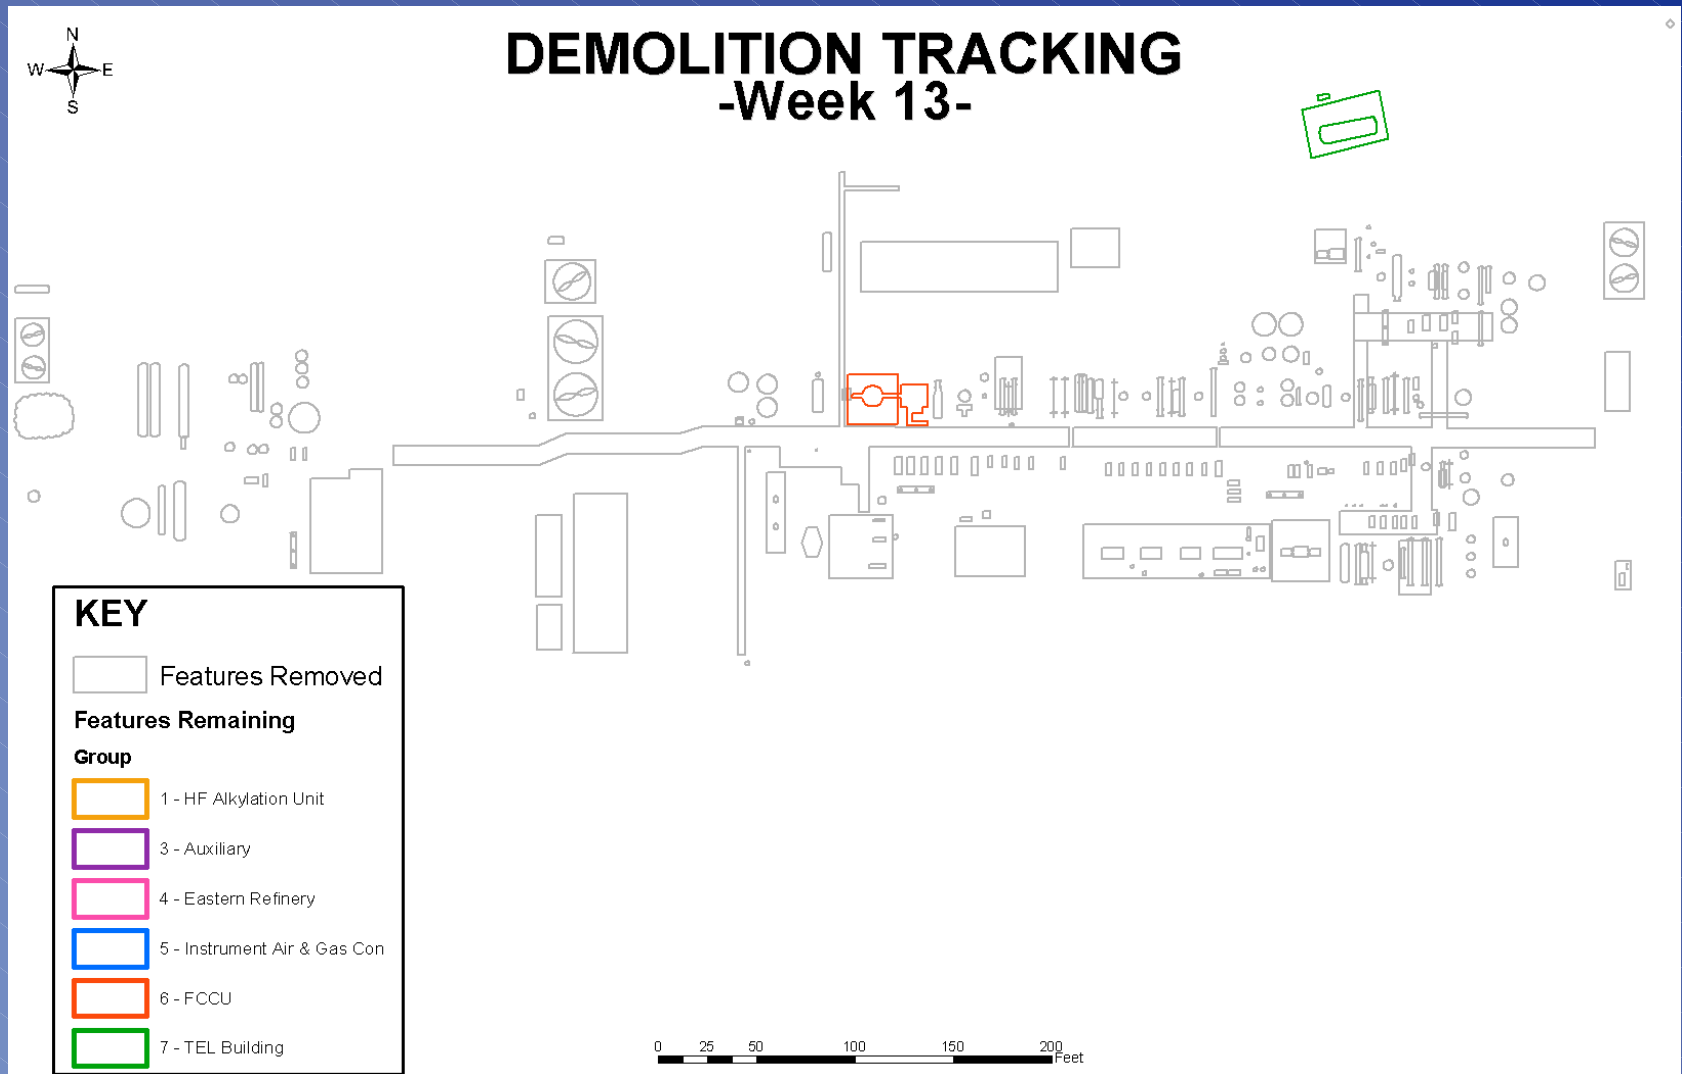 N
W E
S
DEMOLITION TRACKING
-Week 13-
KEY
Features Removed
Features Remaining
Group
1 - HF Alkylation Unit
3 - Auxiliary
4 - Eastern Refinery
5 - Instrument Air & Gas Con
6 - FCCU
7 - TEL Building
0 25 50 100 150 200
Feet